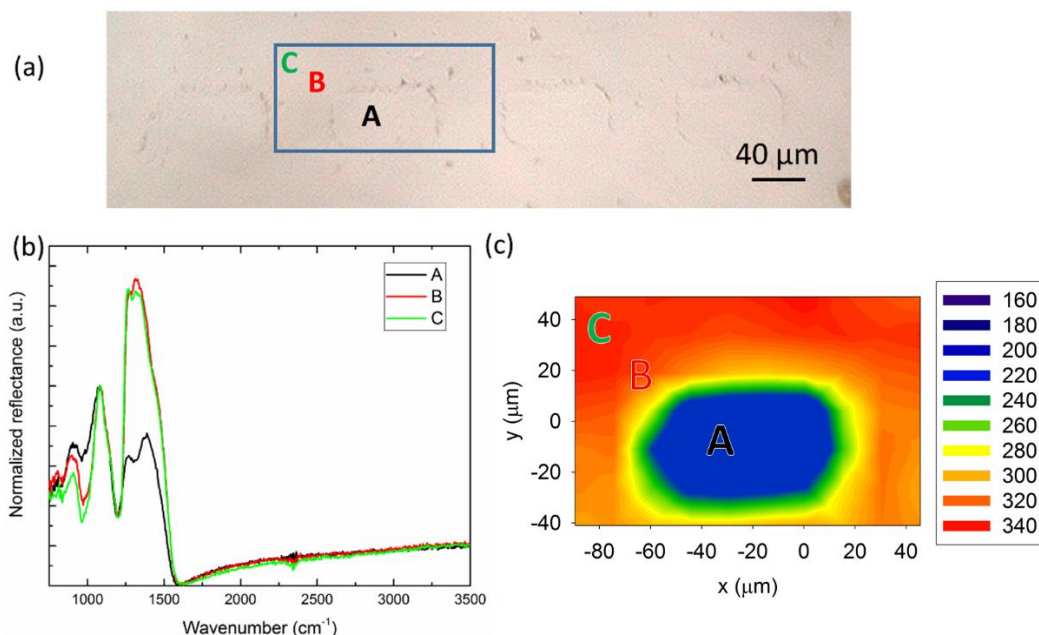 (a)
C
B
A
40 μm
(b)
Normalized reflectance (a.u.)
A
B
C
1000 1500 2000 2500 3000 3500
Wavenumber (cm⁻¹)
(c)
y (μm)
40
20
0
-20
-40
C
B
A
-80 -60 -40 -20 0 20 40
x (μm)
160
180
200
220
240
260
280
300
320
340